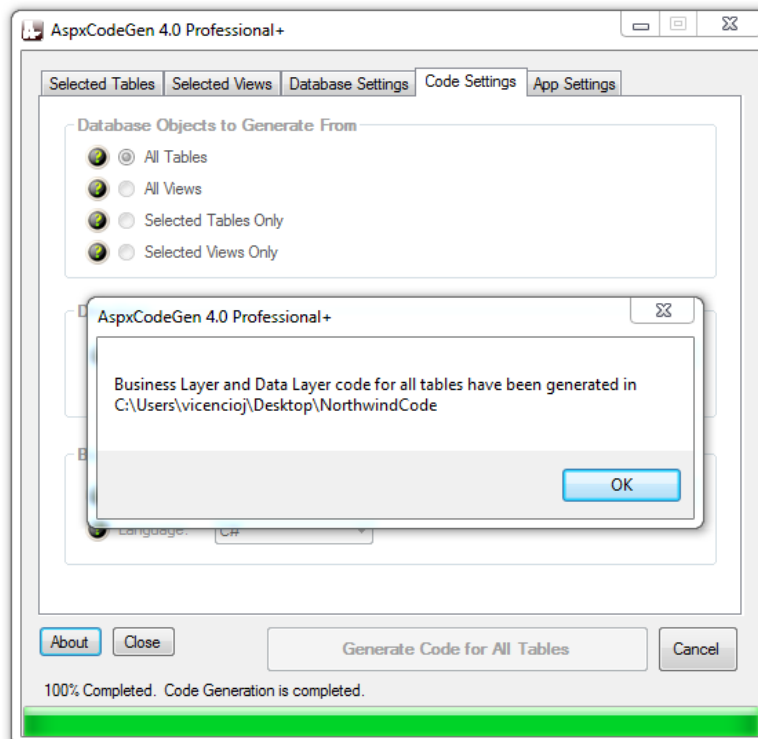 AspxCodeGen 4.0 Professional+
Selected Tables Selected Views Database Settings Code Settings App Settings
Database Objects to Generate From
All Tables
All Views
Selected Tables Only
Selected Views Only
AspxCodeGen 4.0 Professional+
Business Layer and Data Layer code for all tables have been generated in
C:\Users\vicencioj\Desktop\NorthwindCode
OK
Language: C#
About Close Generate Code for All Tables Cancel
100% Completed. Code Generation is completed.